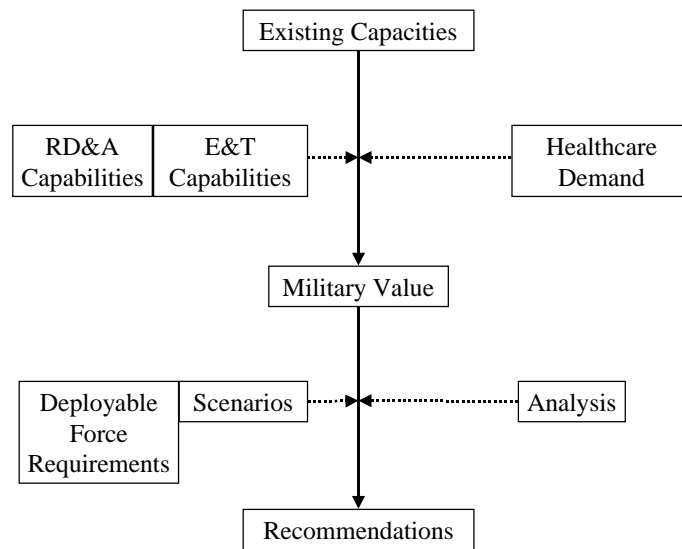 Existing Capacities
RD&A
Capabilities
E&T
Capabilities
Healthcare
Demand
Military Value
Deployable
Force
Requirements
Scenarios
Analysis
Recommendations